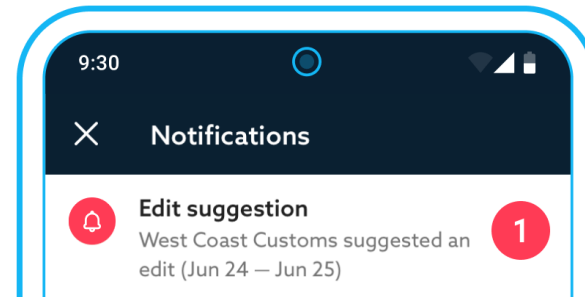 9:30
Notifications
Edit suggestion
West Coast Customs suggested an
edit (Jun 24 — Jun 25)
1